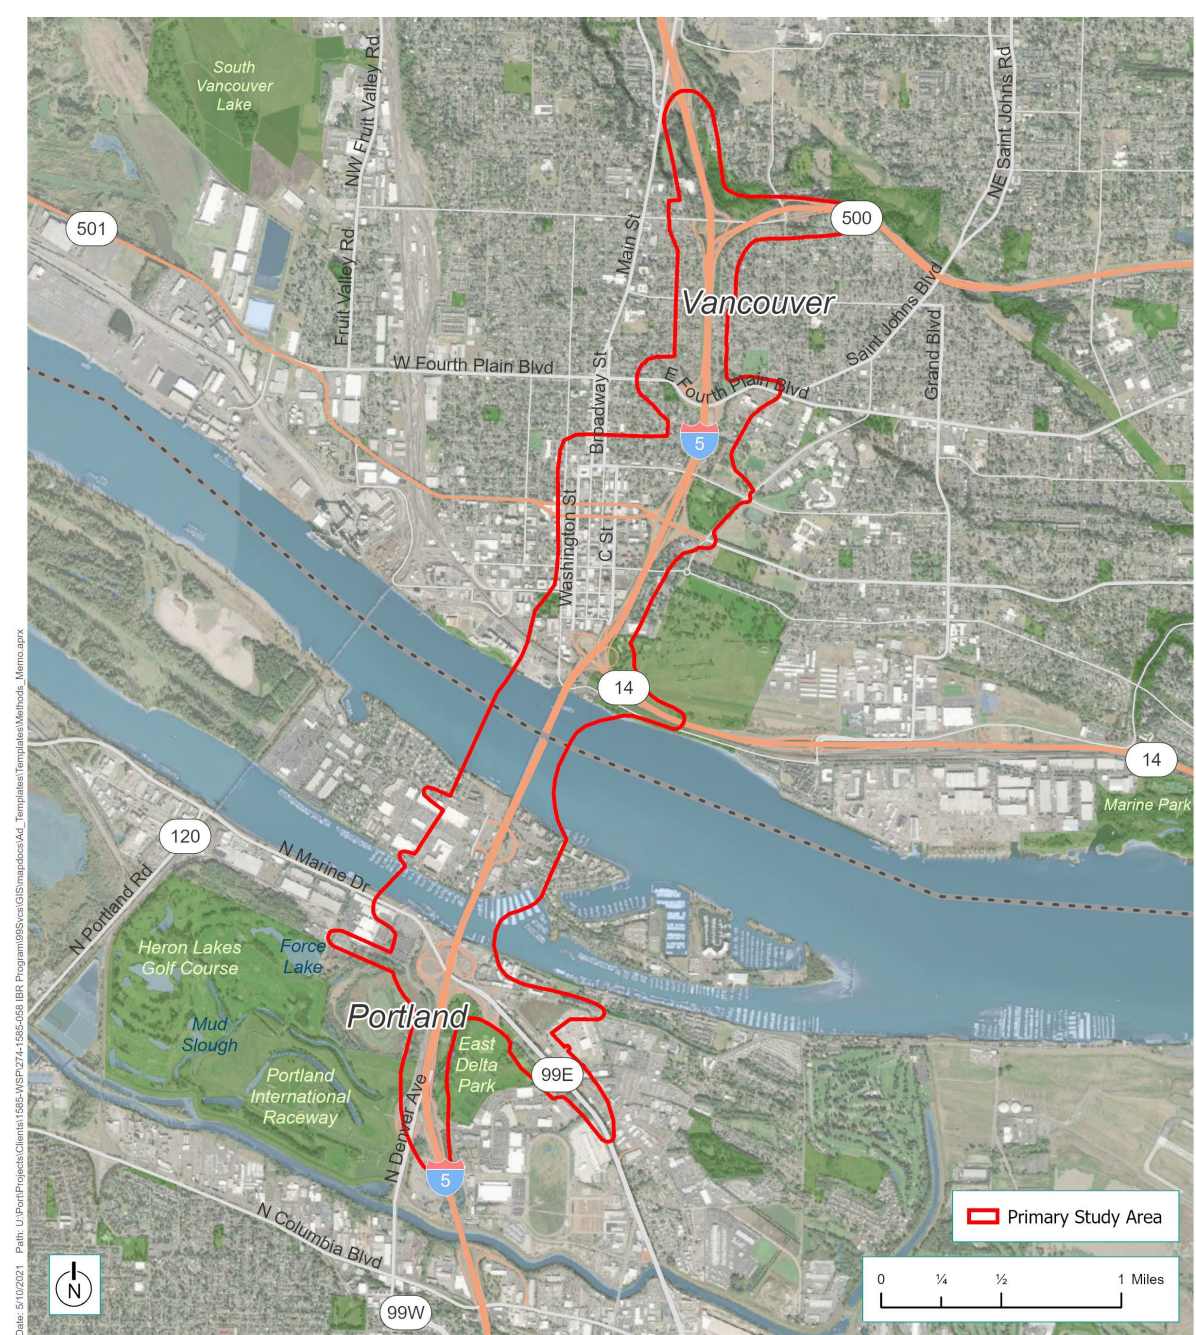 South
Vancouver
Lake
NW Fruit Valley Rd
NE Saint Johns Rd
501
500
Main St
Fruit Valley Rd
Vancouver
Saint Johns Blvd
W Fourth Plain Blvd
E Fourth Plain Blvd
Grand Blvd
Broadway St
5
Washington St
C St
14
14
Marine Park
120
N Marine Dr
N Portland Rd
Heron Lakes
Golf Course
Force
Lake
Portland
Mud
Slough
East
Delta
Park
99E
Portland
International
Raceway
N Denver Ave
5
N Columbia Blvd
99W
Primary Study Area
N
0 ¼ ½ 1 Miles
Date: 5/10/2021 Path: U:\Port\Projects\Clients\1585-WSP\274-1585-058 IBR Program\99Svcs\GIS\mapdocs\Ad_Templates\Templates\Methods_Memo.aprx